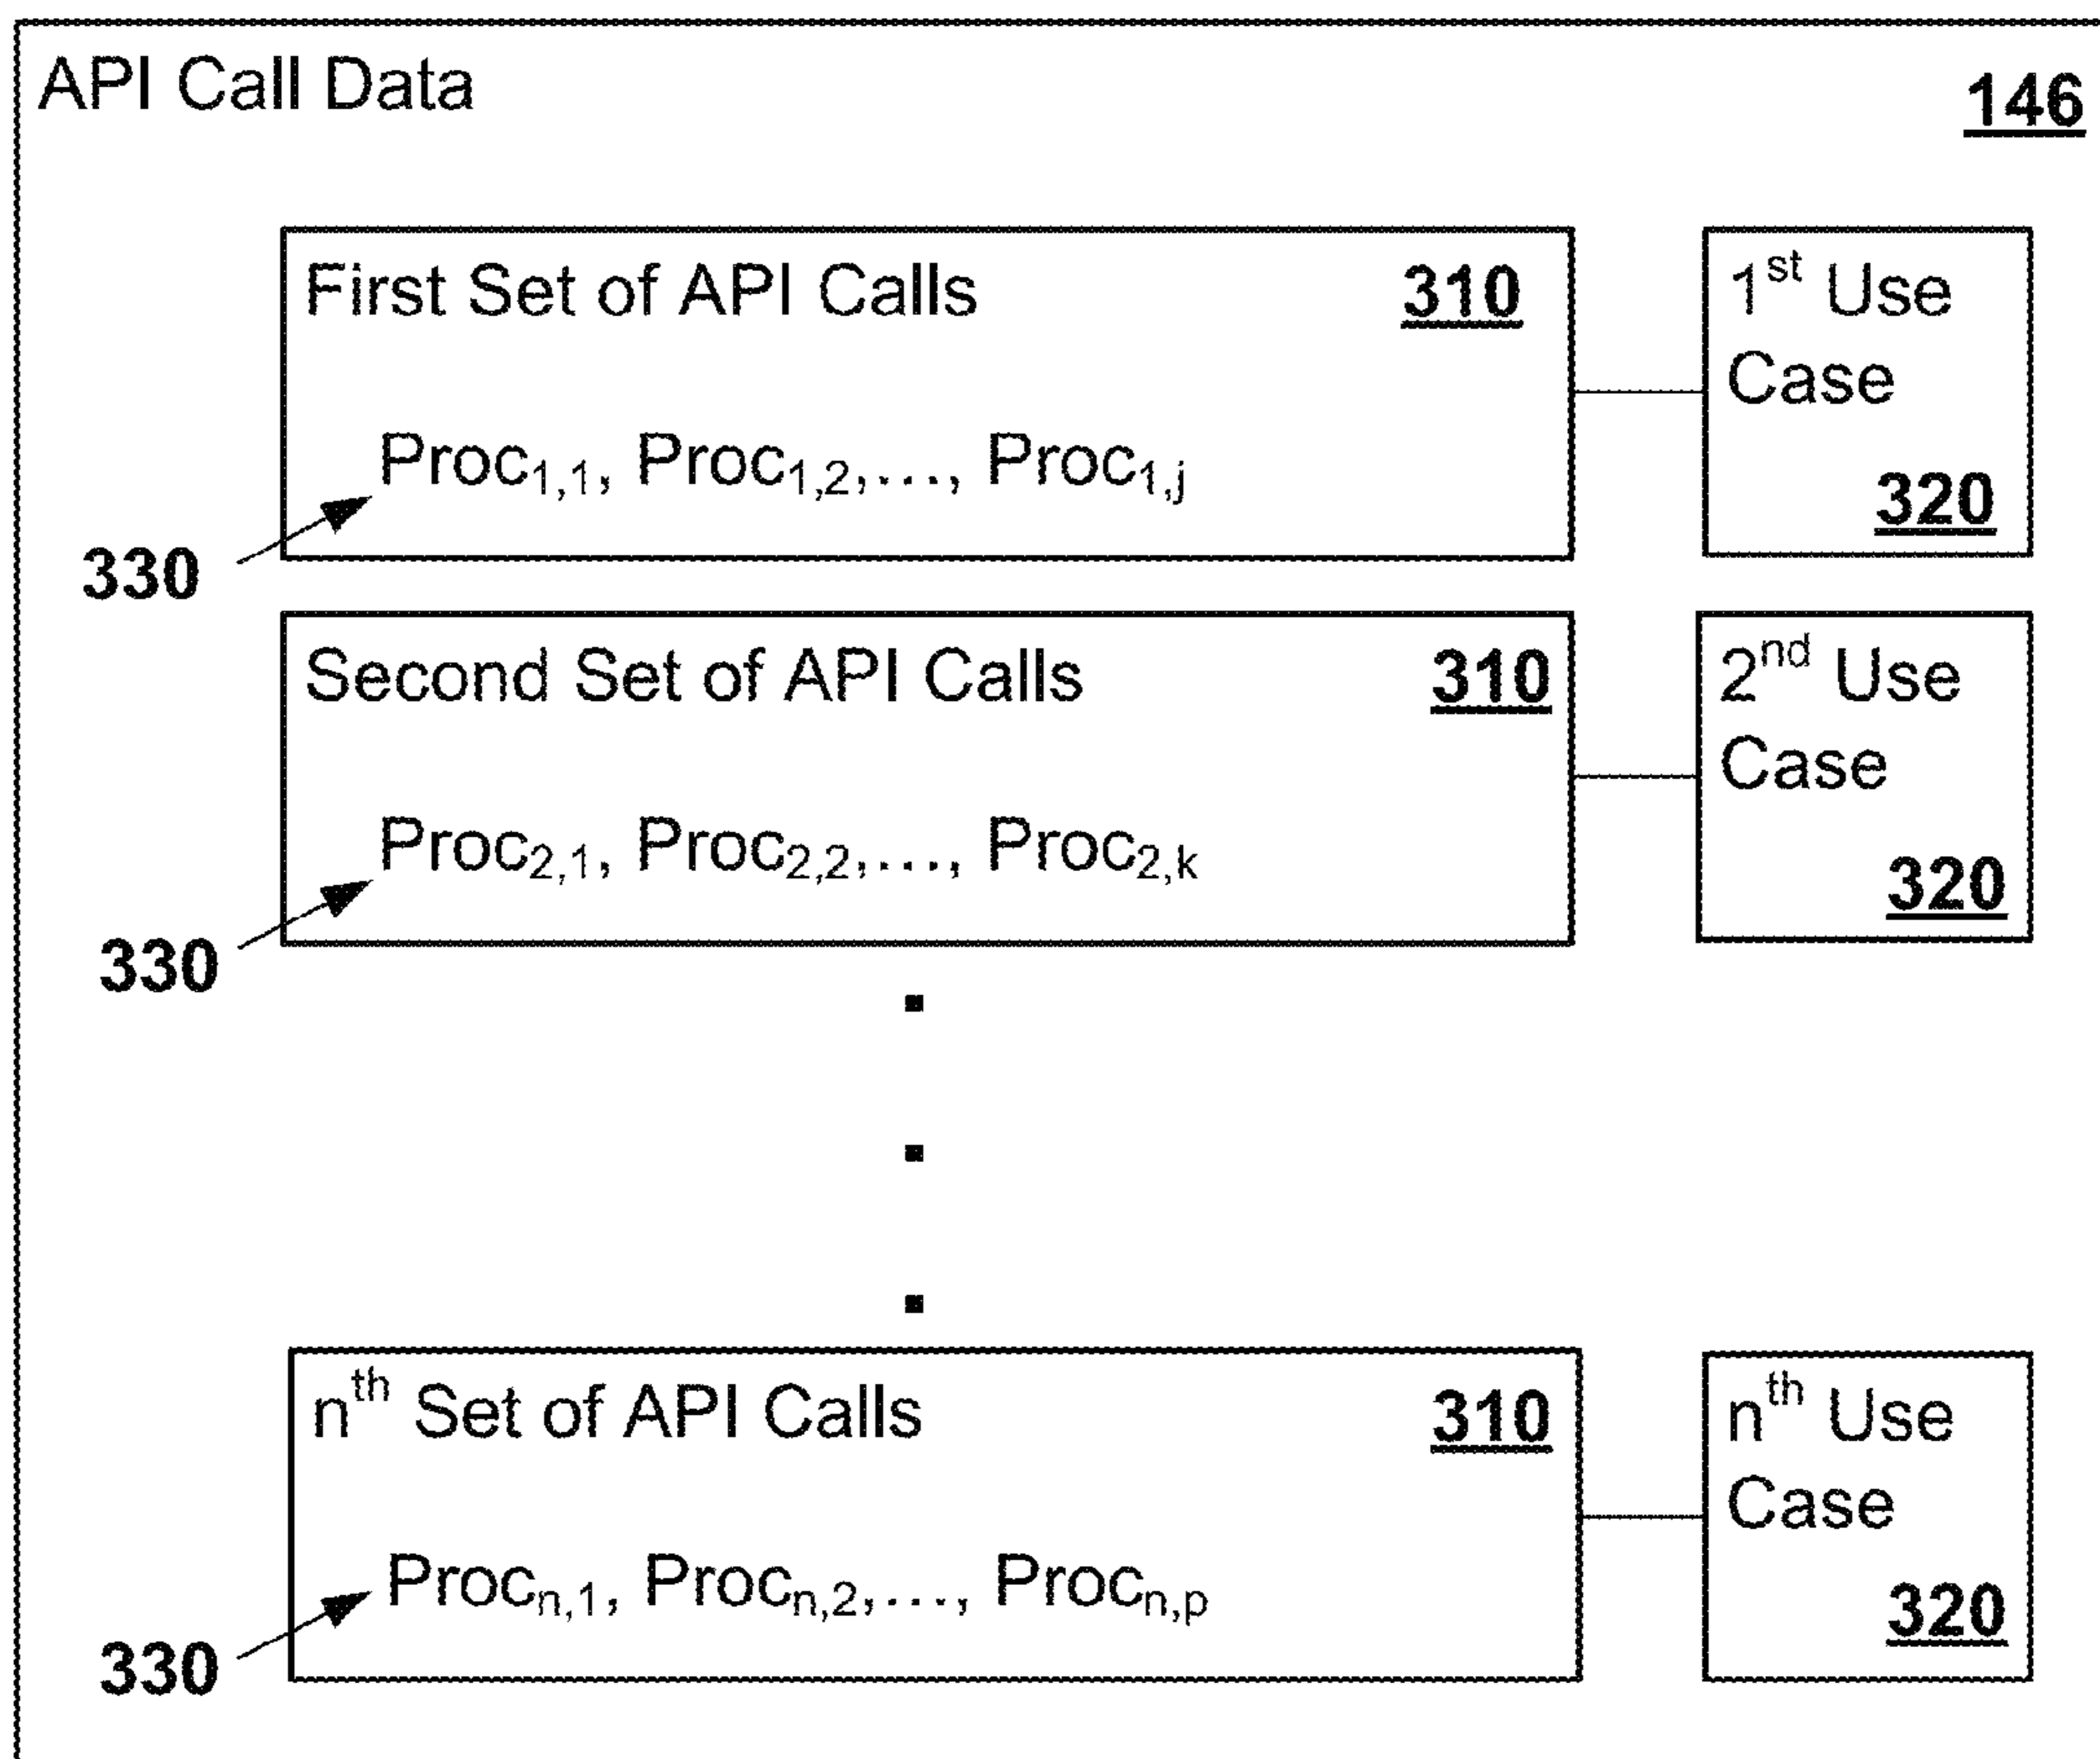 API Call Data 146
First Set of API Calls 310
Proc1,1, Proc1,2,..., Proc1,j
330
1st Use
Case
320
Second Set of API Calls 310
Proc2,1, Proc2,2,..., Proc2,k
330
2nd Use
Case
320
nth Set of API Calls 310
Procn,1, Procn,2,..., Procn,p
330
nth Use
Case
320